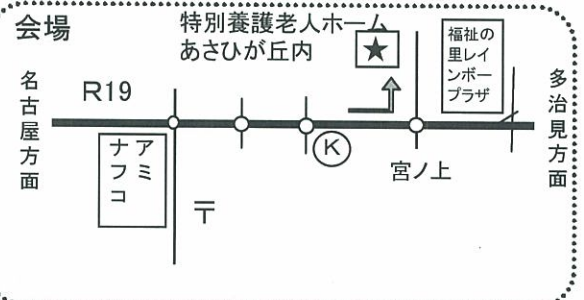 会場
特別養護老人ホーム
あさひが丘内
★
福祉の
里レイ
ンボー
プラザ
名古屋方面
R19
多治見方面
アミ
ナフコ
K
宮ノ上
〒